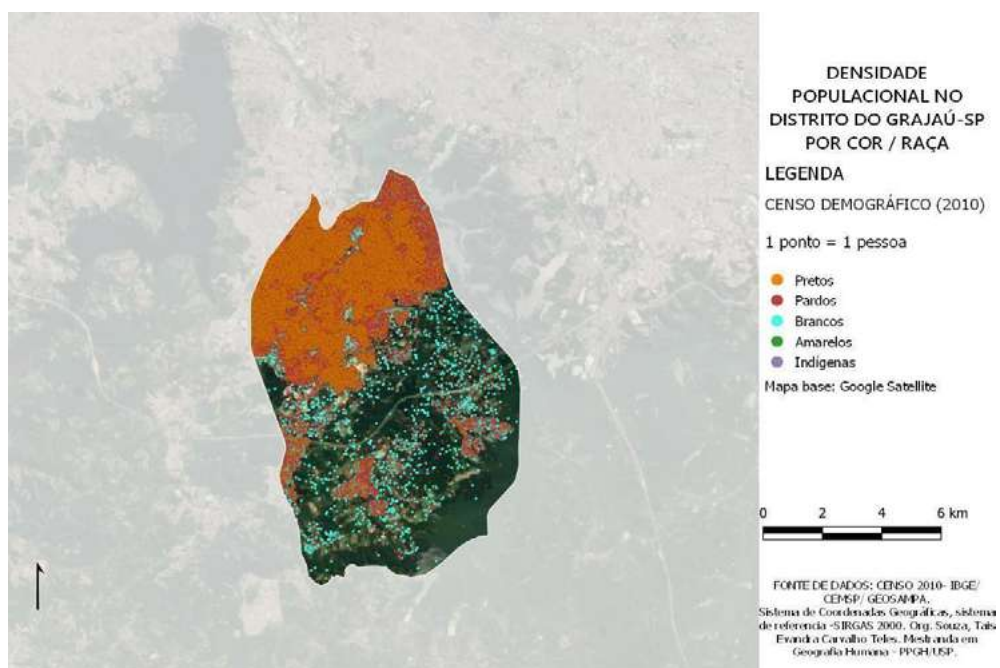 DENSIDADE
POPULACIONAL NO
DISTRITO DO GRAJAÚ-SP
POR COR / RAÇA
LEGENDA
CENSO DEMOGRÁFICO (2010)
1 ponto = 1 pessoa
Pretos
Pardos
Brancos
Amarelos
Indígenas
Mapa base: Google Satellite
0 2 4 6 km
FONTE DE DADOS: CENSO 2010- IBGE/
CEMSP/ GEOSAMPA.
Sistema de Coordenadas Geográficas, sistema
de referencia -SIRGAS 2000. Org. Souza, Tais
Evandra Carvalho Teles. Mestranda em
Geografia Humana - PPGH/USP.